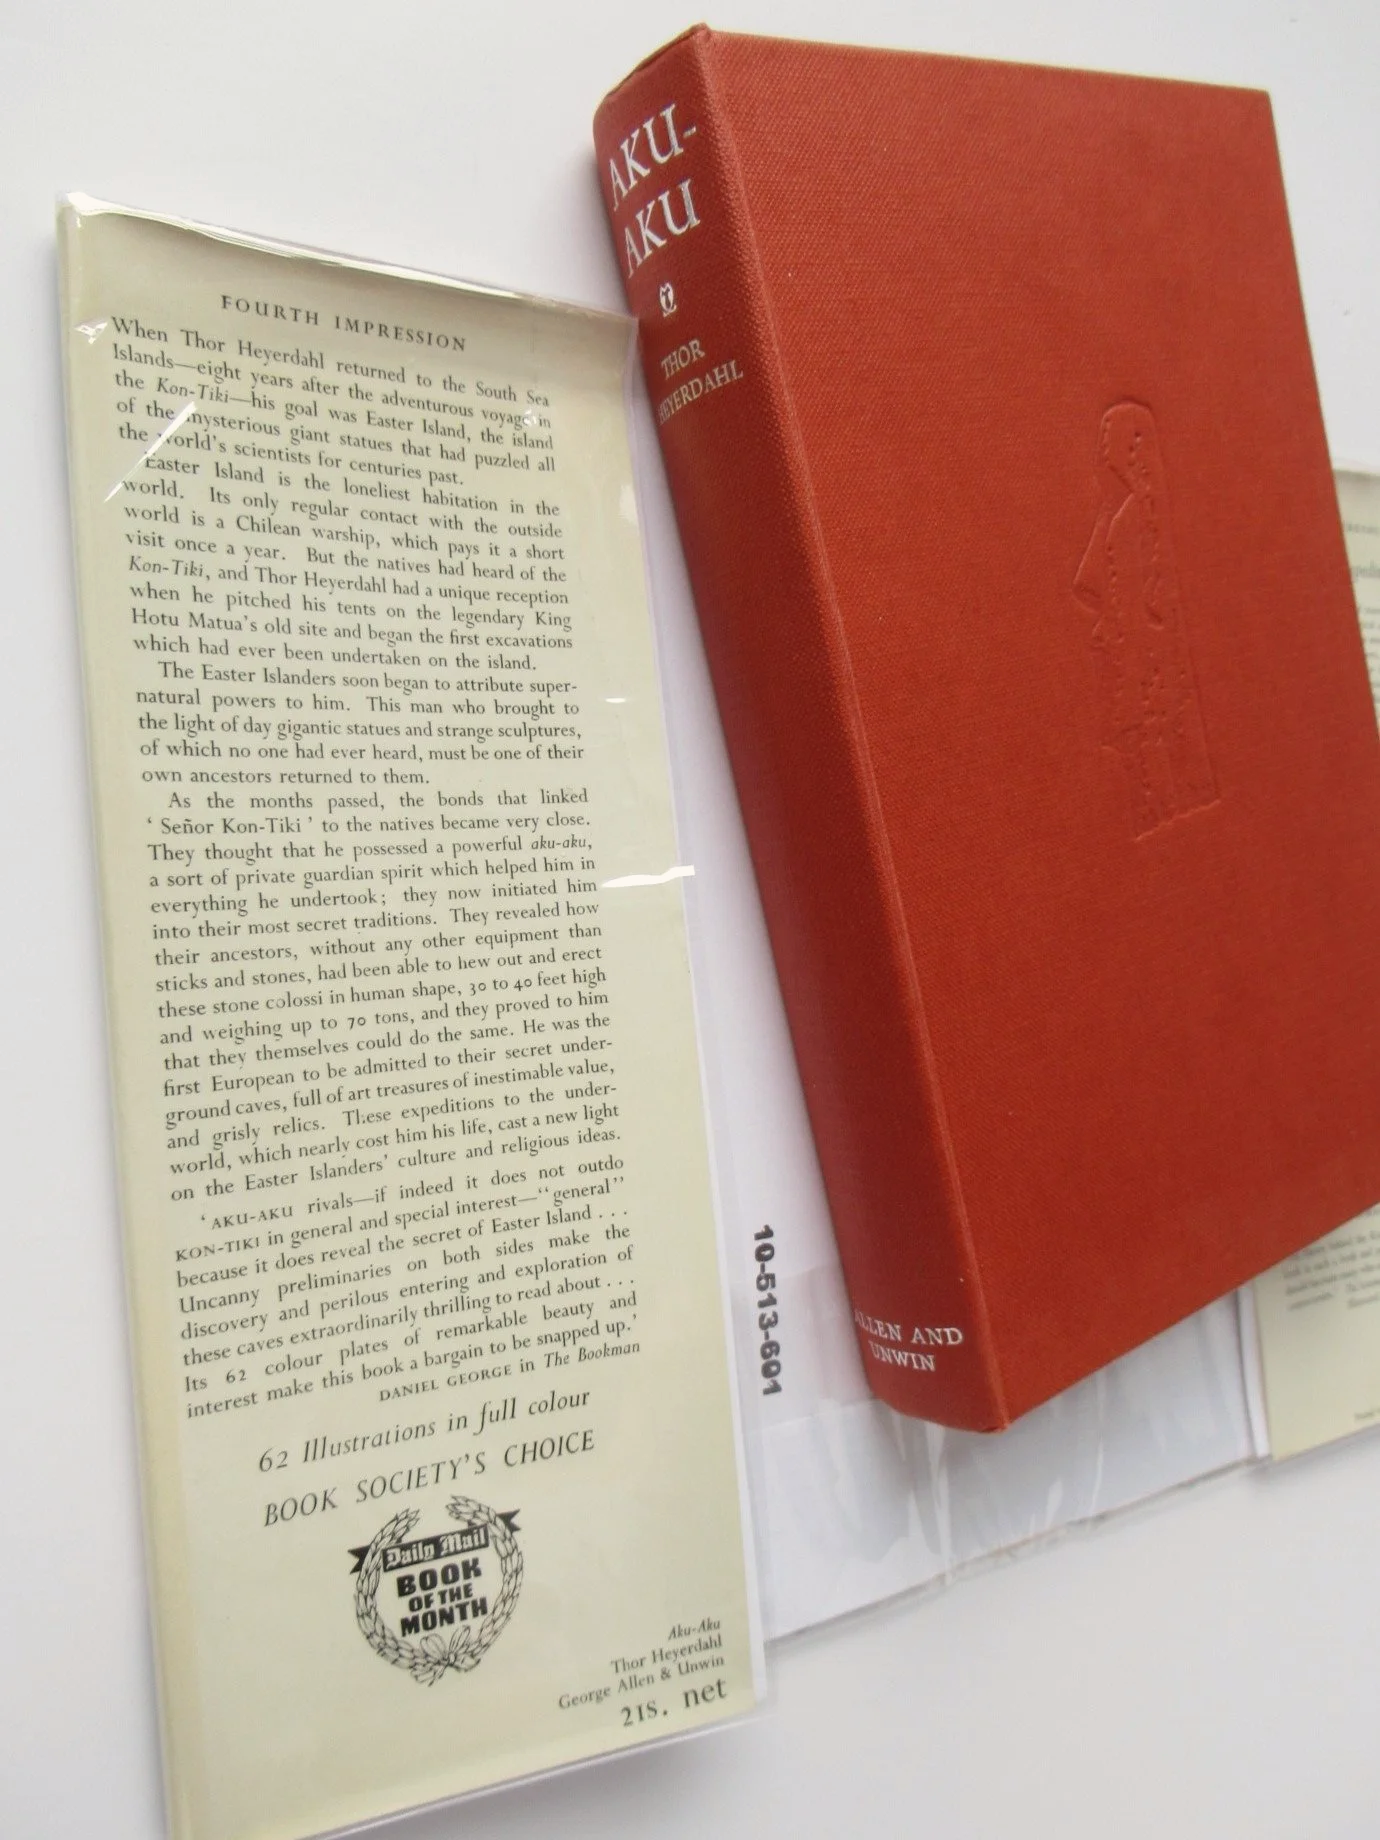 FOURTH IMPRESSION
When Thor Heyerdahl returned to the South Sea
Islands—eight years after the adventurous voyage in
the Kon-Tiki—his goal was Easter Island, the island
of the mysterious giant statues that had puzzled all
the world's scientists for centuries past.
Easter Island is the loneliest habitation in the
world. Its only regular contact with the outside
world is a Chilean warship, which pays it a short
visit once a year. But the natives had heard of the
Kon-Tiki, and Thor Heyerdahl had a unique reception
when he pitched his tents on the legendary King
Hotu Matua's old site and began the first excavations
which had ever been undertaken on the island.
The Easter Islanders soon began to attribute super-
natural powers to him. This man who brought to
the light of day gigantic statues and strange sculptures,
of which no one had ever heard, must be one of their
own ancestors returned to them.
As the months passed, the bonds that linked
‘ Señor Kon-Tiki ’ to the natives became very close.
They thought that he possessed a powerful aku-aku,
a sort of private guardian spirit which helped him in
everything he undertook; they now initiated him
into their most secret traditions. They revealed how
their ancestors, without any other equipment than
sticks and stones, had been able to hew out and erect
these stone colossi in human shape, 30 to 40 feet high
and weighing up to 70 tons, and they proved to him
that they themselves could do the same. He was the
first European to be admitted to their secret under-
ground caves, full of art treasures of inestimable value,
and grisly relics. These expeditions to the under-
world, which nearly cost him his life, cast a new light
on the Easter Islanders' culture and religious ideas.
‘AKU-AKU rivals—if indeed it does not outdo
KON-TIKI in general and special interest—“general”
because it does reveal the secret of Easter Island . . .
Uncanny preliminaries on both sides make the
discovery and perilous entering and exploration of
these caves extraordinarily thrilling to read about . . .
Its 62 colour plates of remarkable beauty and
interest make this book a bargain to be snapped up.’
DANIEL GEORGE in The Bookman
62 Illustrations in full colour
BOOK SOCIETY'S CHOICE
Daily Mail
BOOK
OF THE
MONTH
Aku-Aku
Thor Heyerdahl
George Allen & Unwin
21s. net
10-513-601
AKU-
AKU
THOR
HEYERDAHL
ALLEN AND
UNWIN